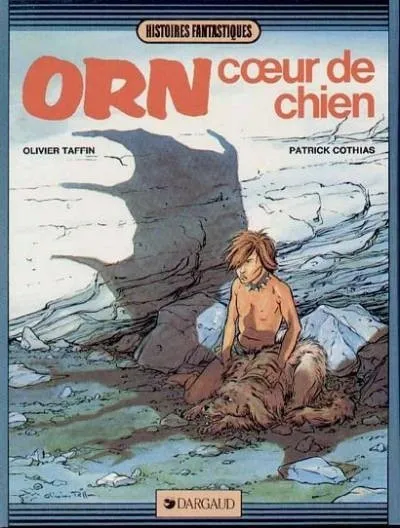 HISTOIRES FANTASTIQUES
ORN cœur de
chien
OLIVIER TAFFIN
PATRICK COTHIAS
DARGAUD